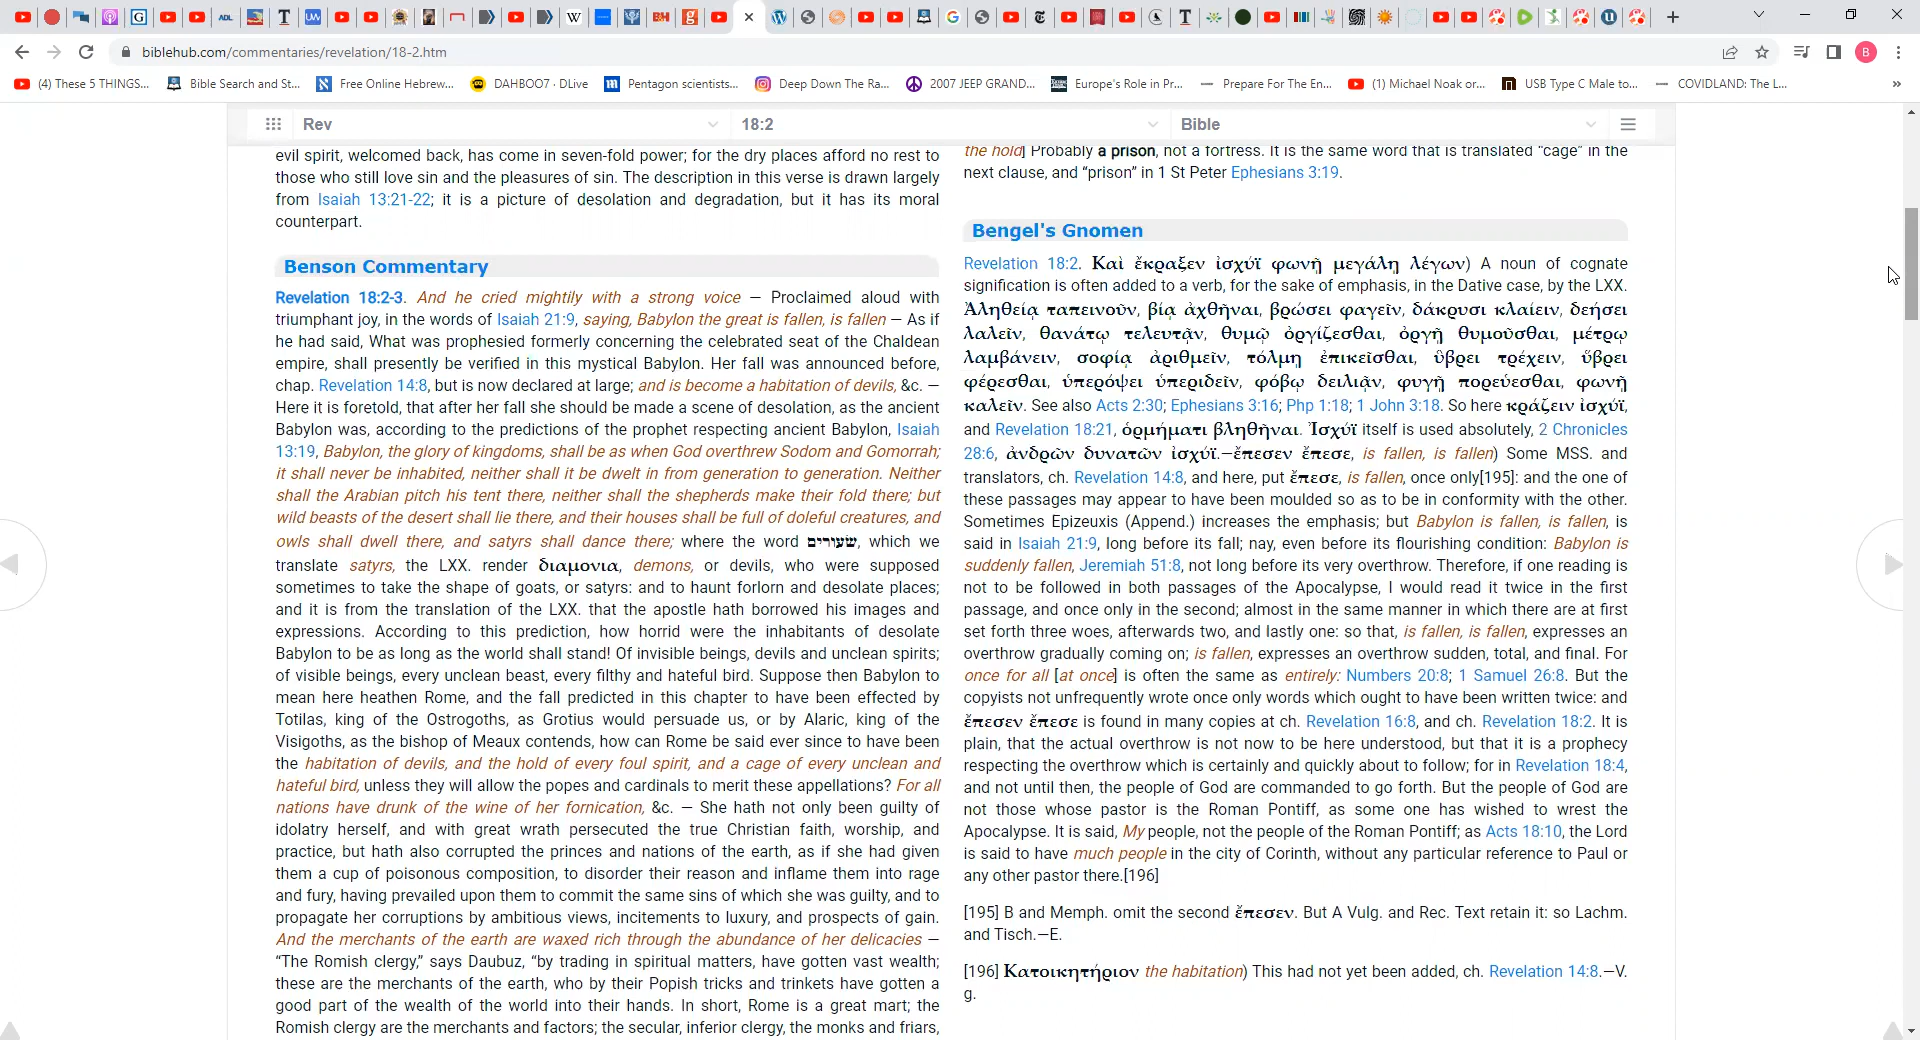 biblehub.com/commentaries/revelation/18-2.htm
B
(4) These 5 THINGS...
Bible Search and St...
Free Online Hebrew...
DAHBOO7 · DLive
Pentagon scientists...
Deep Down The Ra...
2007 JEEP GRAND...
Europe's Role in Pr...
Prepare For The En...
(1) Michael Noak or...
USB Type C Male to...
COVIDLAND: The L...
Rev
18:2
Bible
evil spirit, welcomed back, has come in seven-fold power; for the dry places afford no rest to
those who still love sin and the pleasures of sin. The description in this verse is drawn largely
from Isaiah 13:21-22; it is a picture of desolation and degradation, but it has its moral
counterpart.
Benson Commentary
Revelation 18:2-3. And he cried mightily with a strong voice — Proclaimed aloud with
triumphant joy, in the words of Isaiah 21:9, saying, Babylon the great is fallen, is fallen — As if
he had said, What was prophesied formerly concerning the celebrated seat of the Chaldean
empire, shall presently be verified in this mystical Babylon. Her fall was announced before,
chap. Revelation 14:8, but is now declared at large; and is become a habitation of devils, &c. —
Here it is foretold, that after her fall she should be made a scene of desolation, as the ancient
Babylon was, according to the predictions of the prophet respecting ancient Babylon, Isaiah
13:19, Babylon, the glory of kingdoms, shall be as when God overthrew Sodom and Gomorrah;
it shall never be inhabited, neither shall it be dwelt in from generation to generation. Neither
shall the Arabian pitch his tent there, neither shall the shepherds make their fold there; but
wild beasts of the desert shall lie there, and their houses shall be full of doleful creatures, and
owls shall dwell there, and satyrs shall dance there; where the word שׂעורים, which we
translate satyrs, the LXX. render διαμονια, demons, or devils, who were supposed
sometimes to take the shape of goats, or satyrs: and to haunt forlorn and desolate places;
and it is from the translation of the LXX. that the apostle hath borrowed his images and
expressions. According to this prediction, how horrid were the inhabitants of desolate
Babylon to be as long as the world shall stand! Of invisible beings, devils and unclean spirits;
of visible beings, every unclean beast, every filthy and hateful bird. Suppose then Babylon to
mean here heathen Rome, and the fall predicted in this chapter to have been effected by
Totilas, king of the Ostrogoths, as Grotius would persuade us, or by Alaric, king of the
Visigoths, as the bishop of Meaux contends, how can Rome be said ever since to have been
the habitation of devils, and the hold of every foul spirit, and a cage of every unclean and
hateful bird, unless they will allow the popes and cardinals to merit these appellations? For all
nations have drunk of the wine of her fornication, &c. — She hath not only been guilty of
idolatry herself, and with great wrath persecuted the true Christian faith, worship, and
practice, but hath also corrupted the princes and nations of the earth, as if she had given
them a cup of poisonous composition, to disorder their reason and inflame them into rage
and fury, having prevailed upon them to commit the same sins of which she was guilty, and to
propagate her corruptions by ambitious views, incitements to luxury, and prospects of gain.
And the merchants of the earth are waxed rich through the abundance of her delicacies —
“The Romish clergy,” says Daubuz, “by trading in spiritual matters, have gotten vast wealth;
these are the merchants of the earth, who by their Popish tricks and trinkets have gotten a
good part of the wealth of the world into their hands. In short, Rome is a great mart; the
Romish clergy are the merchants and factors; the secular, inferior clergy, the monks and friars,
the hold] Probably a prison, not a fortress. It is the same word that is translated “cage” in the
next clause, and “prison” in 1 St Peter Ephesians 3:19.
Bengel's Gnomen
Revelation 18:2. Καὶ ἔκραξεν ἰσχύϊ φωνῇ μεγάλῃ λέγων) A noun of cognate
signification is often added to a verb, for the sake of emphasis, in the Dative case, by the LXX.
Ἀληθείᾳ ταπεινοῦν, βίᾳ ἀχθῆναι, βρώσει φαγεῖν, δάκρυσι κλαίειν, δεήσει
λαλεῖν, θανάτῳ τελευτᾷν, θυμῷ ὀργίζεσθαι, ὀργῇ θυμοῦσθαι, μέτρῳ
λαμβάνειν, σοφίᾳ ἀριθμεῖν, τόλμῃ ἐπικεῖσθαι, ὕβρει τρέχειν, ὕβρει
φέρεσθαι, ὑπερόψει ὑπεριδεῖν, φόβῳ δειλιᾷν, φυγῇ πορεύεσθαι, φωνῇ
καλεῖν. See also Acts 2:30; Ephesians 3:16; Php 1:18; 1 John 3:18. So here κράζειν ἰσχύϊ,
and Revelation 18:21, ὁρμήματι βληθῆναι. Ἰσχύϊ itself is used absolutely, 2 Chronicles
28:6, ἀνδρῶν δυνατῶν ἰσχύϊ.—ἔπεσεν ἔπεσε, is fallen, is fallen) Some MSS. and
translators, ch. Revelation 14:8, and here, put ἔπεσε, is fallen, once only[195]: and the one of
these passages may appear to have been moulded so as to be in conformity with the other.
Sometimes Epizeuxis (Append.) increases the emphasis; but Babylon is fallen, is fallen, is
said in Isaiah 21:9, long before its fall; nay, even before its flourishing condition: Babylon is
suddenly fallen, Jeremiah 51:8, not long before its very overthrow. Therefore, if one reading is
not to be followed in both passages of the Apocalypse, I would read it twice in the first
passage, and once only in the second; almost in the same manner in which there are at first
set forth three woes, afterwards two, and lastly one: so that, is fallen, is fallen, expresses an
overthrow gradually coming on; is fallen, expresses an overthrow sudden, total, and final. For
once for all [at once] is often the same as entirely: Numbers 20:8; 1 Samuel 26:8. But the
copyists not unfrequently wrote once only words which ought to have been written twice: and
ἔπεσεν ἔπεσε is found in many copies at ch. Revelation 16:8, and ch. Revelation 18:2. It is
plain, that the actual overthrow is not now to be here understood, but that it is a prophecy
respecting the overthrow which is certainly and quickly about to follow; for in Revelation 18:4,
and not until then, the people of God are commanded to go forth. But the people of God are
not those whose pastor is the Roman Pontiff, as some one has wished to wrest the
Apocalypse. It is said, My people, not the people of the Roman Pontiff; as Acts 18:10, the Lord
is said to have much people in the city of Corinth, without any particular reference to Paul or
any other pastor there.[196]
[195] B and Memph. omit the second ἔπεσεν. But A Vulg. and Rec. Text retain it: so Lachm.
and Tisch.—E.
[196] Κατοικητήριον the habitation) This had not yet been added, ch. Revelation 14:8.—V.
g.